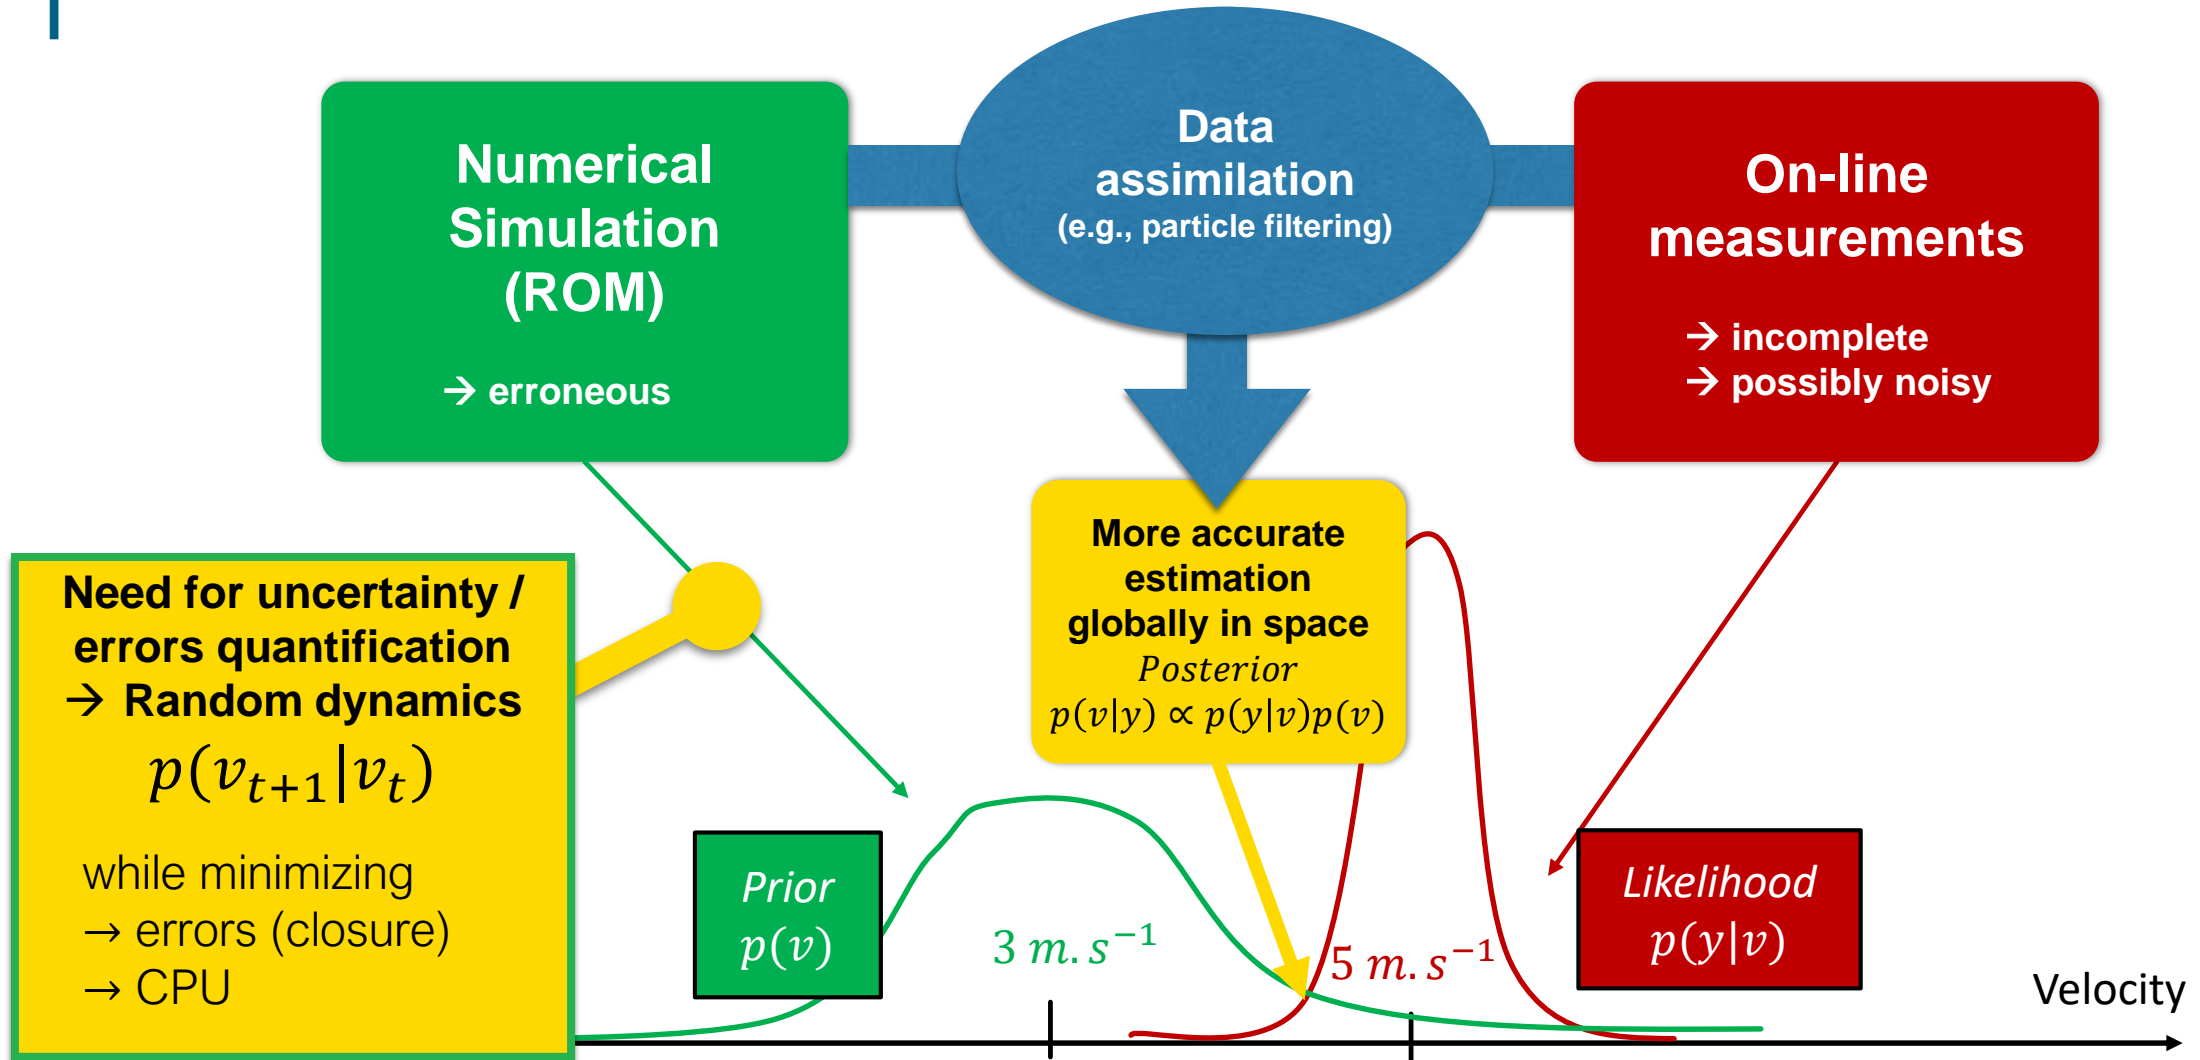 Numerical
Simulation
(ROM)
→ erroneous
Data
assimilation
(e.g., particle filtering)
On-line
measurements
→ incomplete
→ possibly noisy
More accurate
estimation
globally in space
Posterior
p(v|y) ∝ p(y|v)p(v)
Need for uncertainty /
errors quantification
→ Random dynamics
p(v_{t+1}|v_t)
while minimizing
→ errors (closure)
→ CPU
Prior
p(v)
3 m.s⁻¹
5 m.s⁻¹
Likelihood
p(y|v)
Velocity